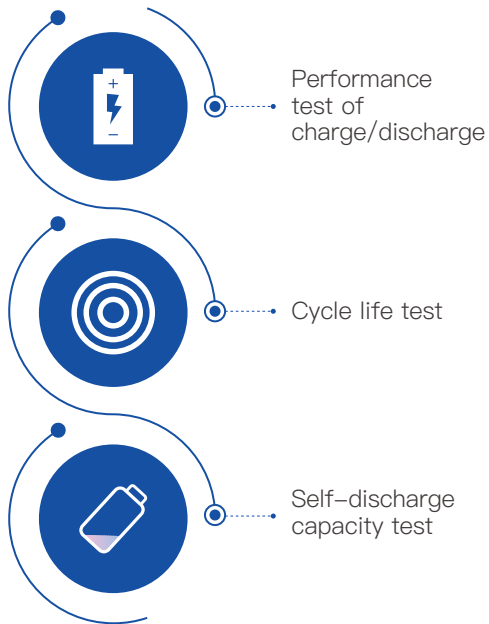 Performance
test of
charge/discharge
Cycle life test
Self-discharge
capacity test